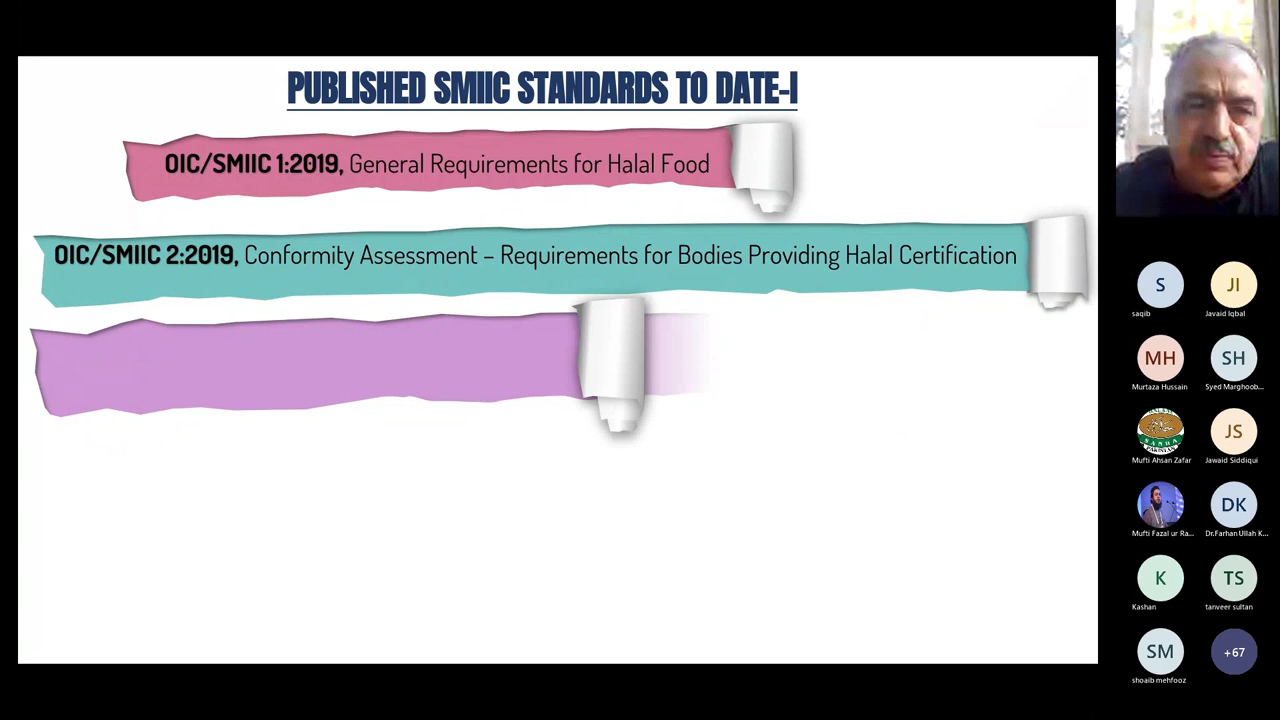 PUBLISHED SMIIC STANDARDS TO DATE-I
OIC/SMIIC 1:2019, General Requirements for Halal Food
OIC/SMIIC 2:2019, Conformity Assessment – Requirements for Bodies Providing Halal Certification
S
saqib
JI
Javaid Iqbal
MH
Murtaza Hussain
SH
Syed Marghoob...
Mufti Ahsan Zafar
JS
Jawaid Siddiqui
Mufti Fazal ur Ra...
DK
Dr.Farhan Ullah K...
K
Kashan
TS
tanveer sultan
SM
shoaib mehfooz
+67